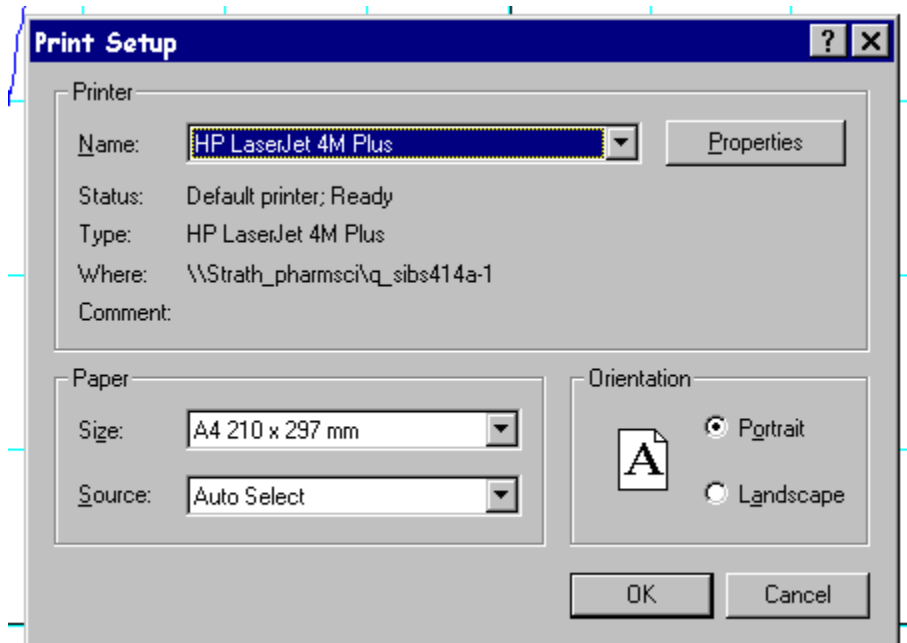 Print Setup
Printer
Name: HP LaserJet 4M Plus Properties
Status: Default printer; Ready
Type: HP LaserJet 4M Plus
Where: \\Strath_pharmsci\q_sibs414a-1
Comment:
Paper
Size: A4 210 x 297 mm
Source: Auto Select
Orientation
A
Portrait
Landscape
OK Cancel